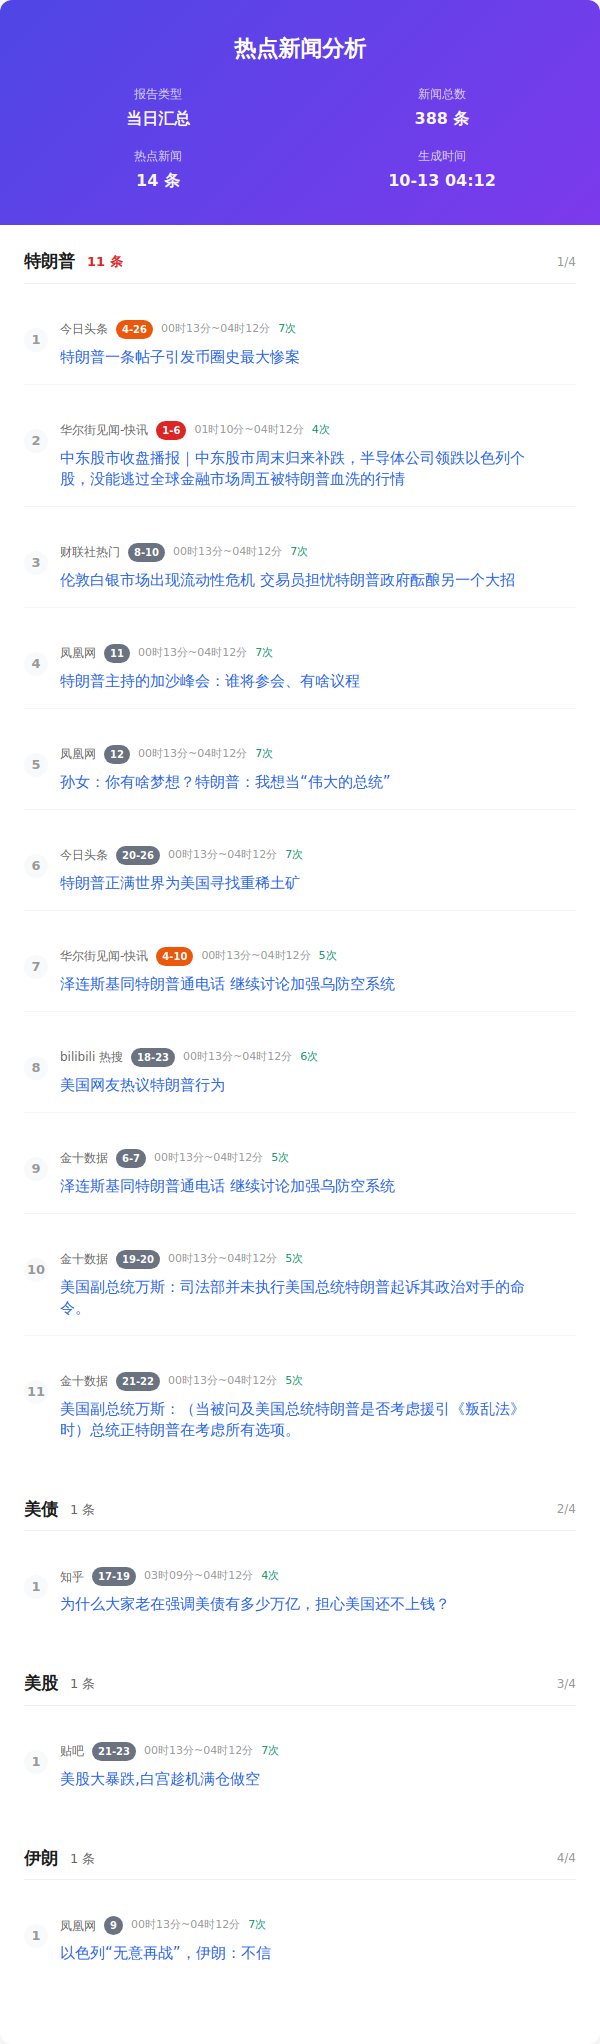 热点新闻分析
报告类型
当日汇总
新闻总数
388 条
热点新闻
14 条
生成时间
10-13 04:12
特朗普 11 条 1/4
1 今日头条 4-26 00时13分~04时12分 7次
特朗普一条帖子引发币圈史最大惨案
2 华尔街见闻-快讯 1-6 01时10分~04时12分 4次
中东股市收盘播报｜中东股市周末归来补跌，半导体公司领跌以色列个
股，没能逃过全球金融市场周五被特朗普血洗的行情
3 财联社热门 8-10 00时13分~04时12分 7次
伦敦白银市场出现流动性危机 交易员担忧特朗普政府酝酿另一个大招
4 凤凰网 11 00时13分~04时12分 7次
特朗普主持的加沙峰会：谁将参会、有啥议程
5 凤凰网 12 00时13分~04时12分 7次
孙女：你有啥梦想？特朗普：我想当“伟大的总统”
6 今日头条 20-26 00时13分~04时12分 7次
特朗普正满世界为美国寻找重稀土矿
7 华尔街见闻-快讯 4-10 00时13分~04时12分 5次
泽连斯基同特朗普通电话 继续讨论加强乌防空系统
8 bilibili 热搜 18-23 00时13分~04时12分 6次
美国网友热议特朗普行为
9 金十数据 6-7 00时13分~04时12分 5次
泽连斯基同特朗普通电话 继续讨论加强乌防空系统
10 金十数据 19-20 00时13分~04时12分 5次
美国副总统万斯：司法部并未执行美国总统特朗普起诉其政治对手的命
令。
11 金十数据 21-22 00时13分~04时12分 5次
美国副总统万斯：（当被问及美国总统特朗普是否考虑援引《叛乱法》
时）总统正特朗普在考虑所有选项。
美债 1 条 2/4
1 知乎 17-19 03时09分~04时12分 4次
为什么大家老在强调美债有多少万亿，担心美国还不上钱？
美股 1 条 3/4
1 贴吧 21-23 00时13分~04时12分 7次
美股大暴跌,白宫趁机满仓做空
伊朗 1 条 4/4
1 凤凰网 9 00时13分~04时12分 7次
以色列“无意再战”，伊朗：不信